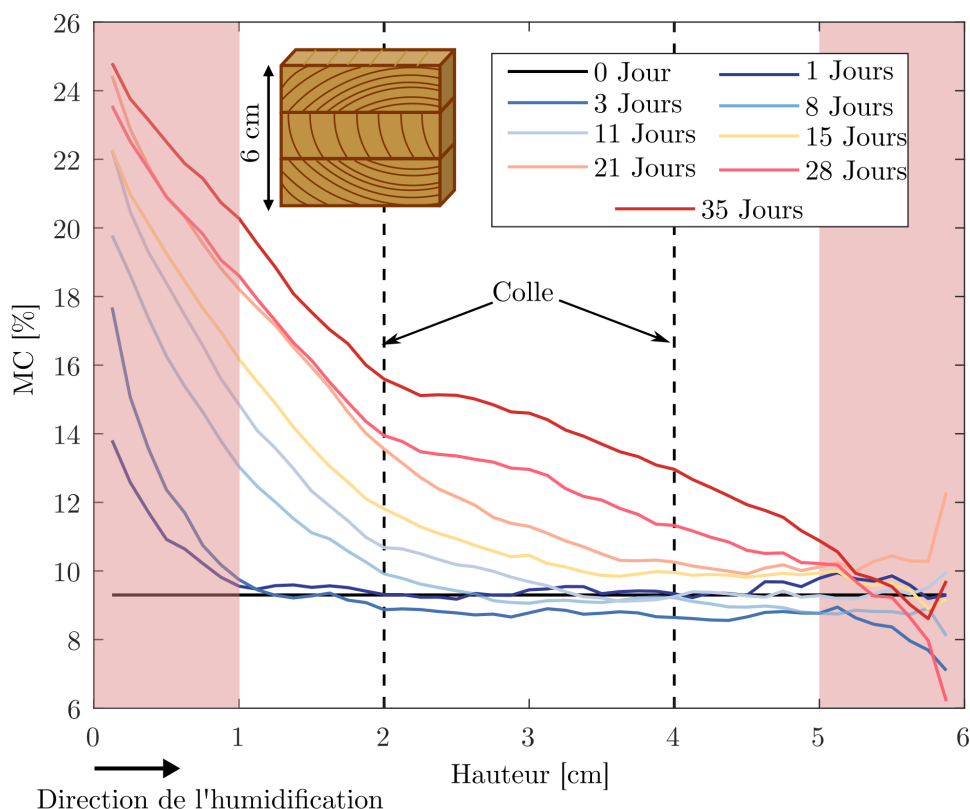 26
24
22
20
18
16
14
12
10
8
6
MC [%]
6 cm
0 Jour
1 Jours
3 Jours
8 Jours
11 Jours
15 Jours
21 Jours
28 Jours
35 Jours
Colle
0 1 2 3 4 5 6
Hauteur [cm]
Direction de l'humidification